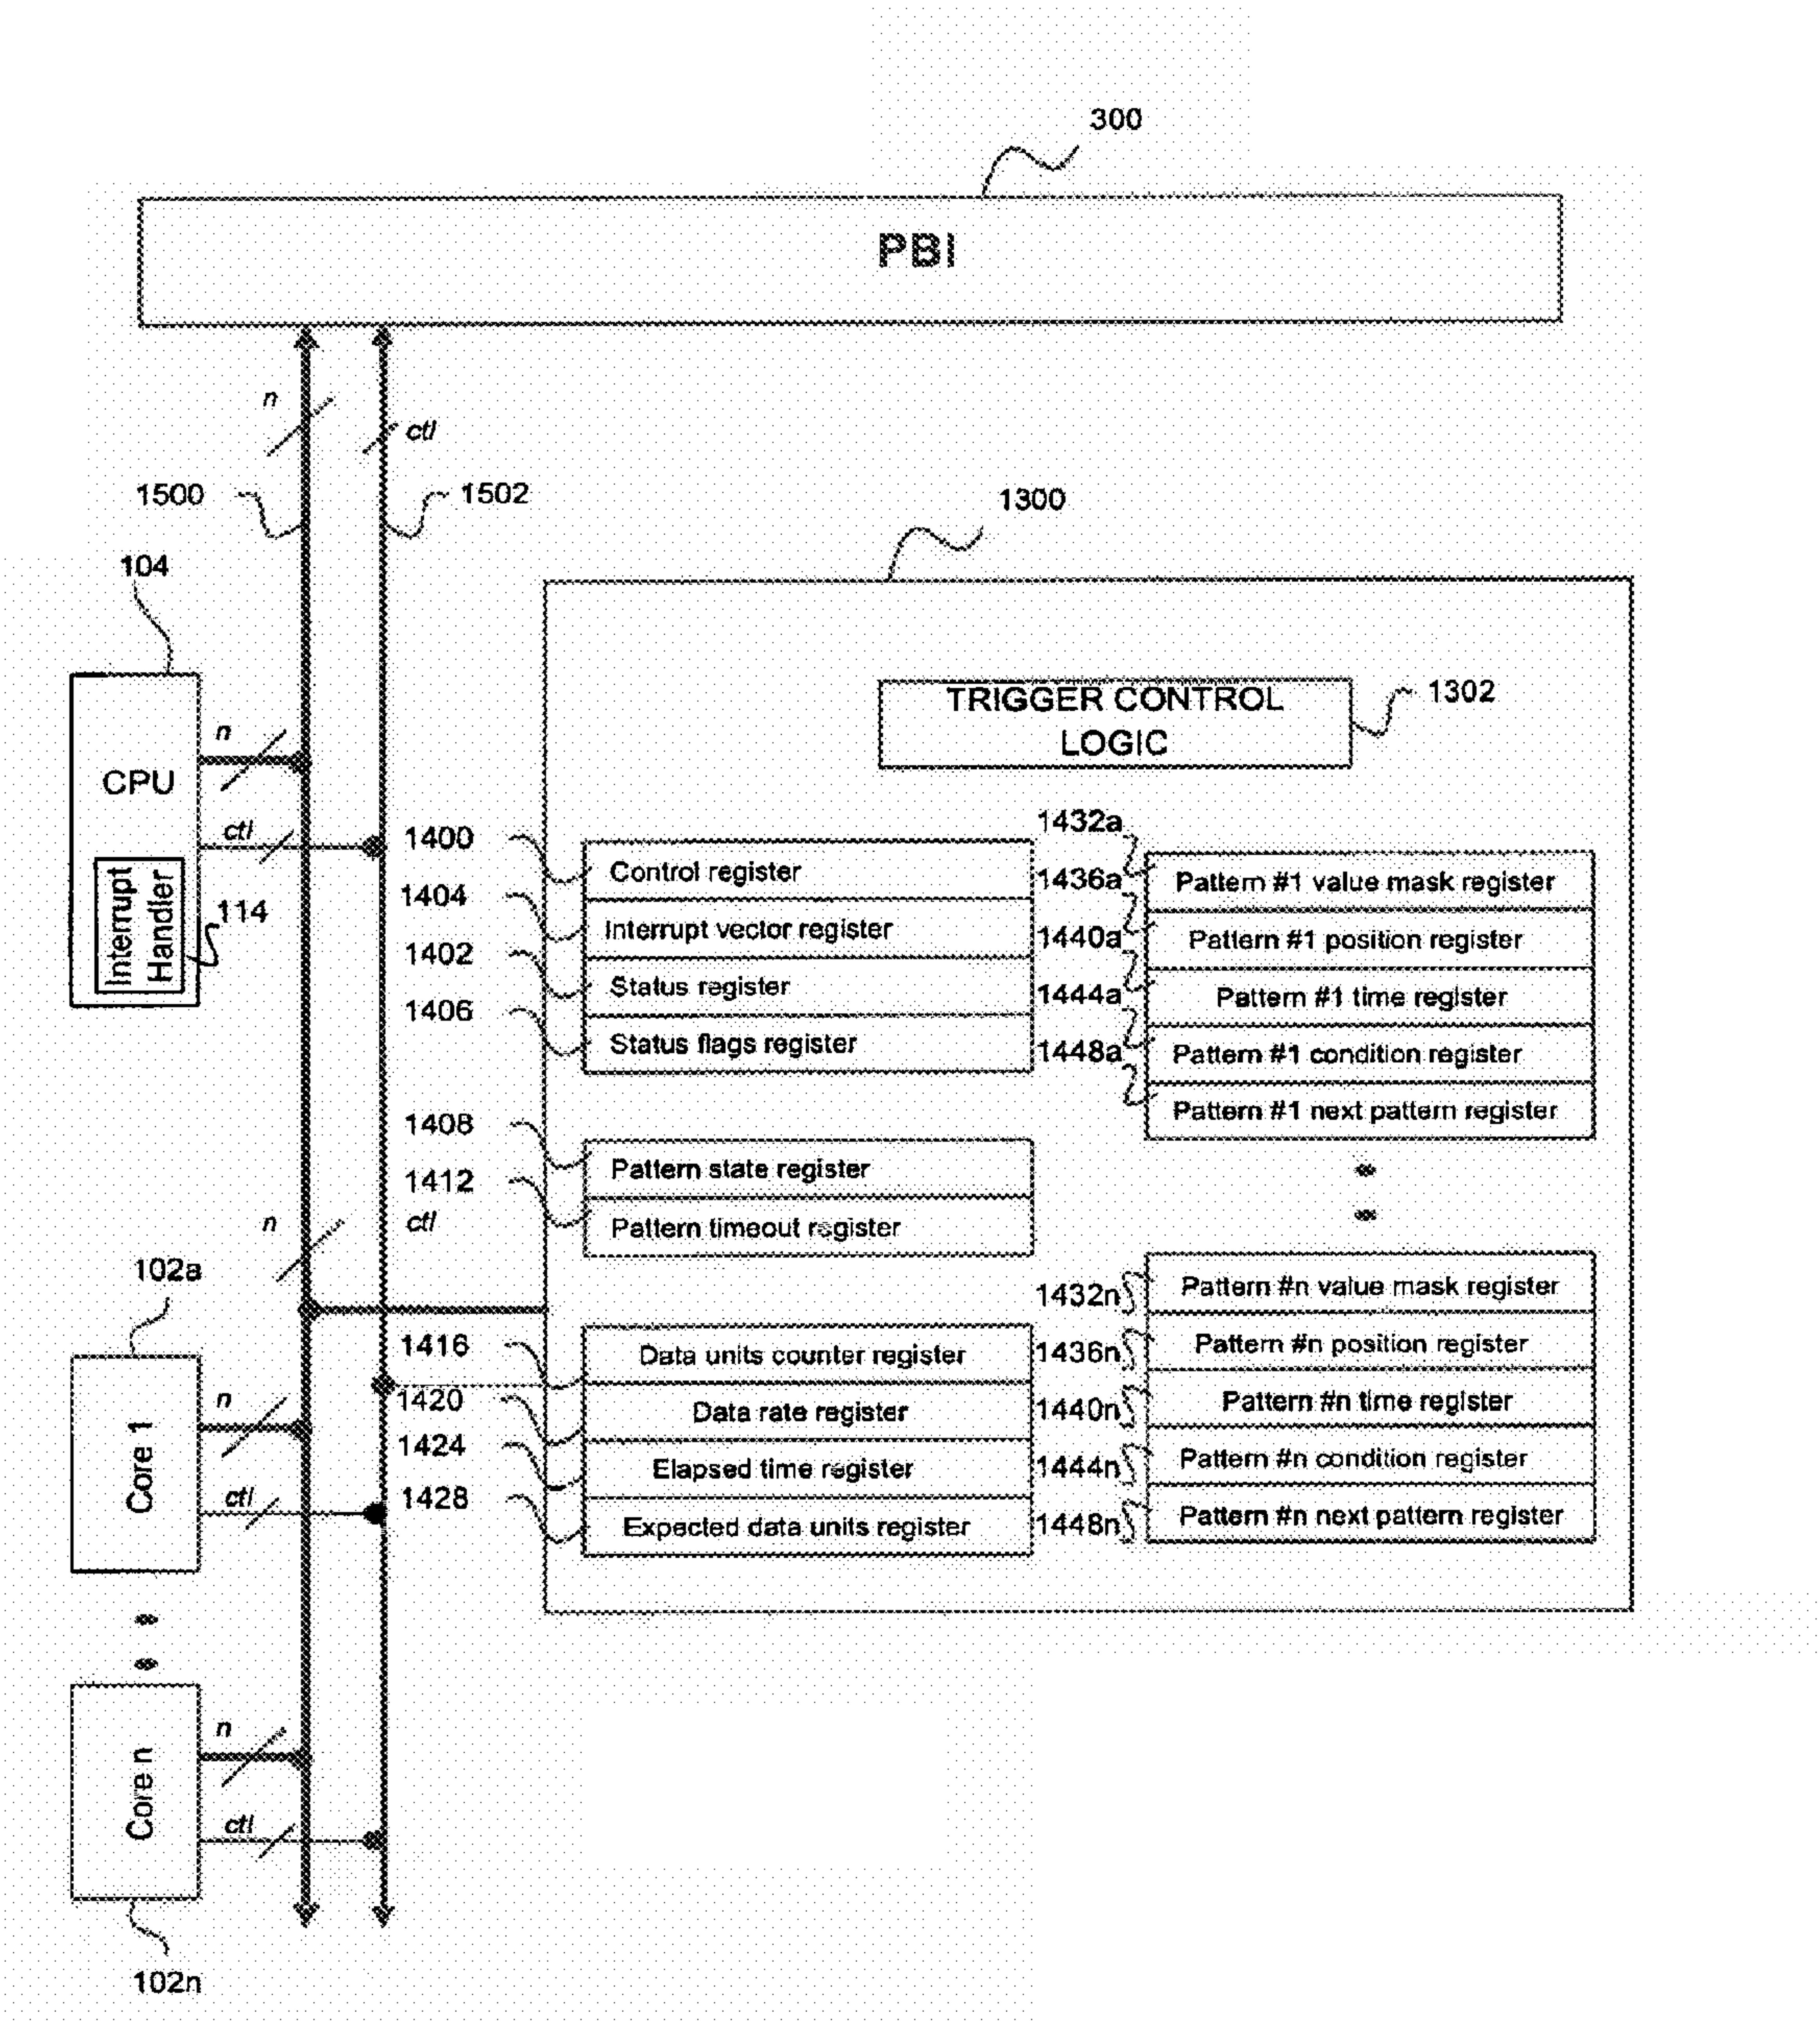 300
PBI
n
ctl
1500
1502
1300
104
TRIGGER CONTROL
LOGIC
1302
n
CPU
ctl
Interrupt
Handler
114
1400
Control register
1404
Interrupt vector register
1402
Status register
1406
Status flags register
1432a
Pattern #1 value mask register
1436a
Pattern #1 position register
1440a
Pattern #1 time register
1444a
Pattern #1 condition register
1448a
Pattern #1 next pattern register
1408
Pattern state register
1412
Pattern timeout register
n
ctl
102a
1432n
Pattern #n value mask register
1436n
Pattern #n position register
1440n
Pattern #n time register
1444n
Pattern #n condition register
1448n
Pattern #n next pattern register
1416
Data units counter register
1420
Data rate register
1424
Elapsed time register
1428
Expected data units register
n
Core 1
ctl
n
Core n
ctl
102n